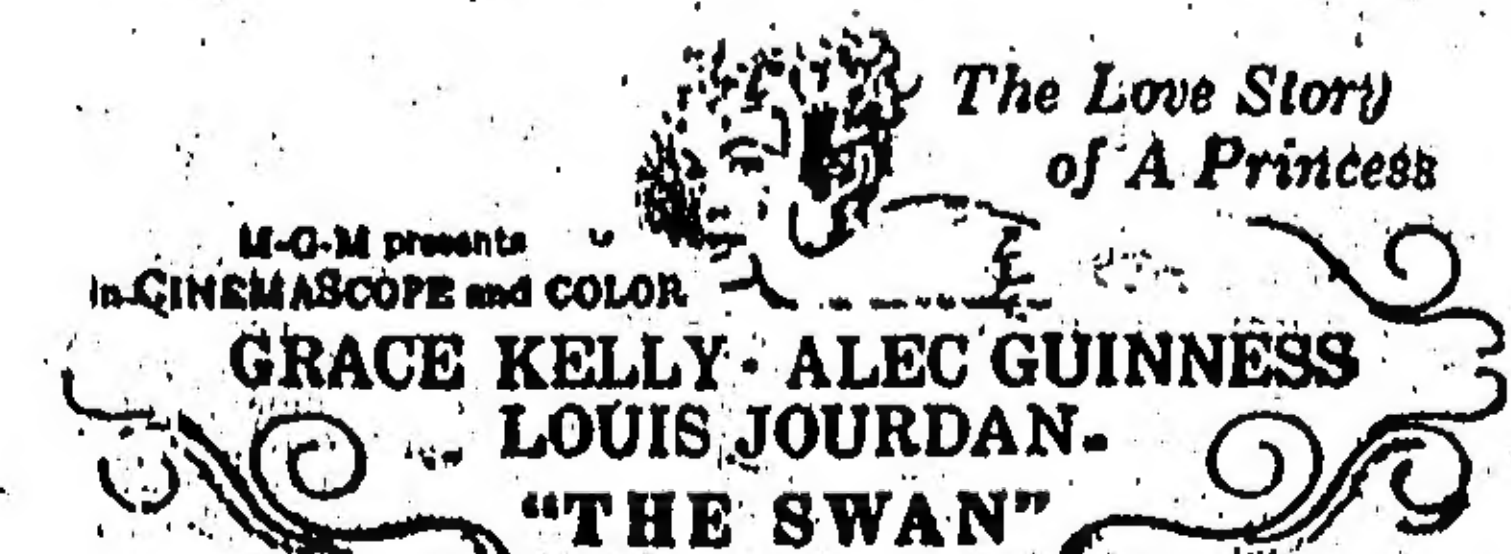 The Love Story
of A Princess
M-G-M presents
in CINEMASCOPE and COLOR
GRACE KELLY · ALEC GUINNESS
LOUIS JOURDAN
"THE SWAN"